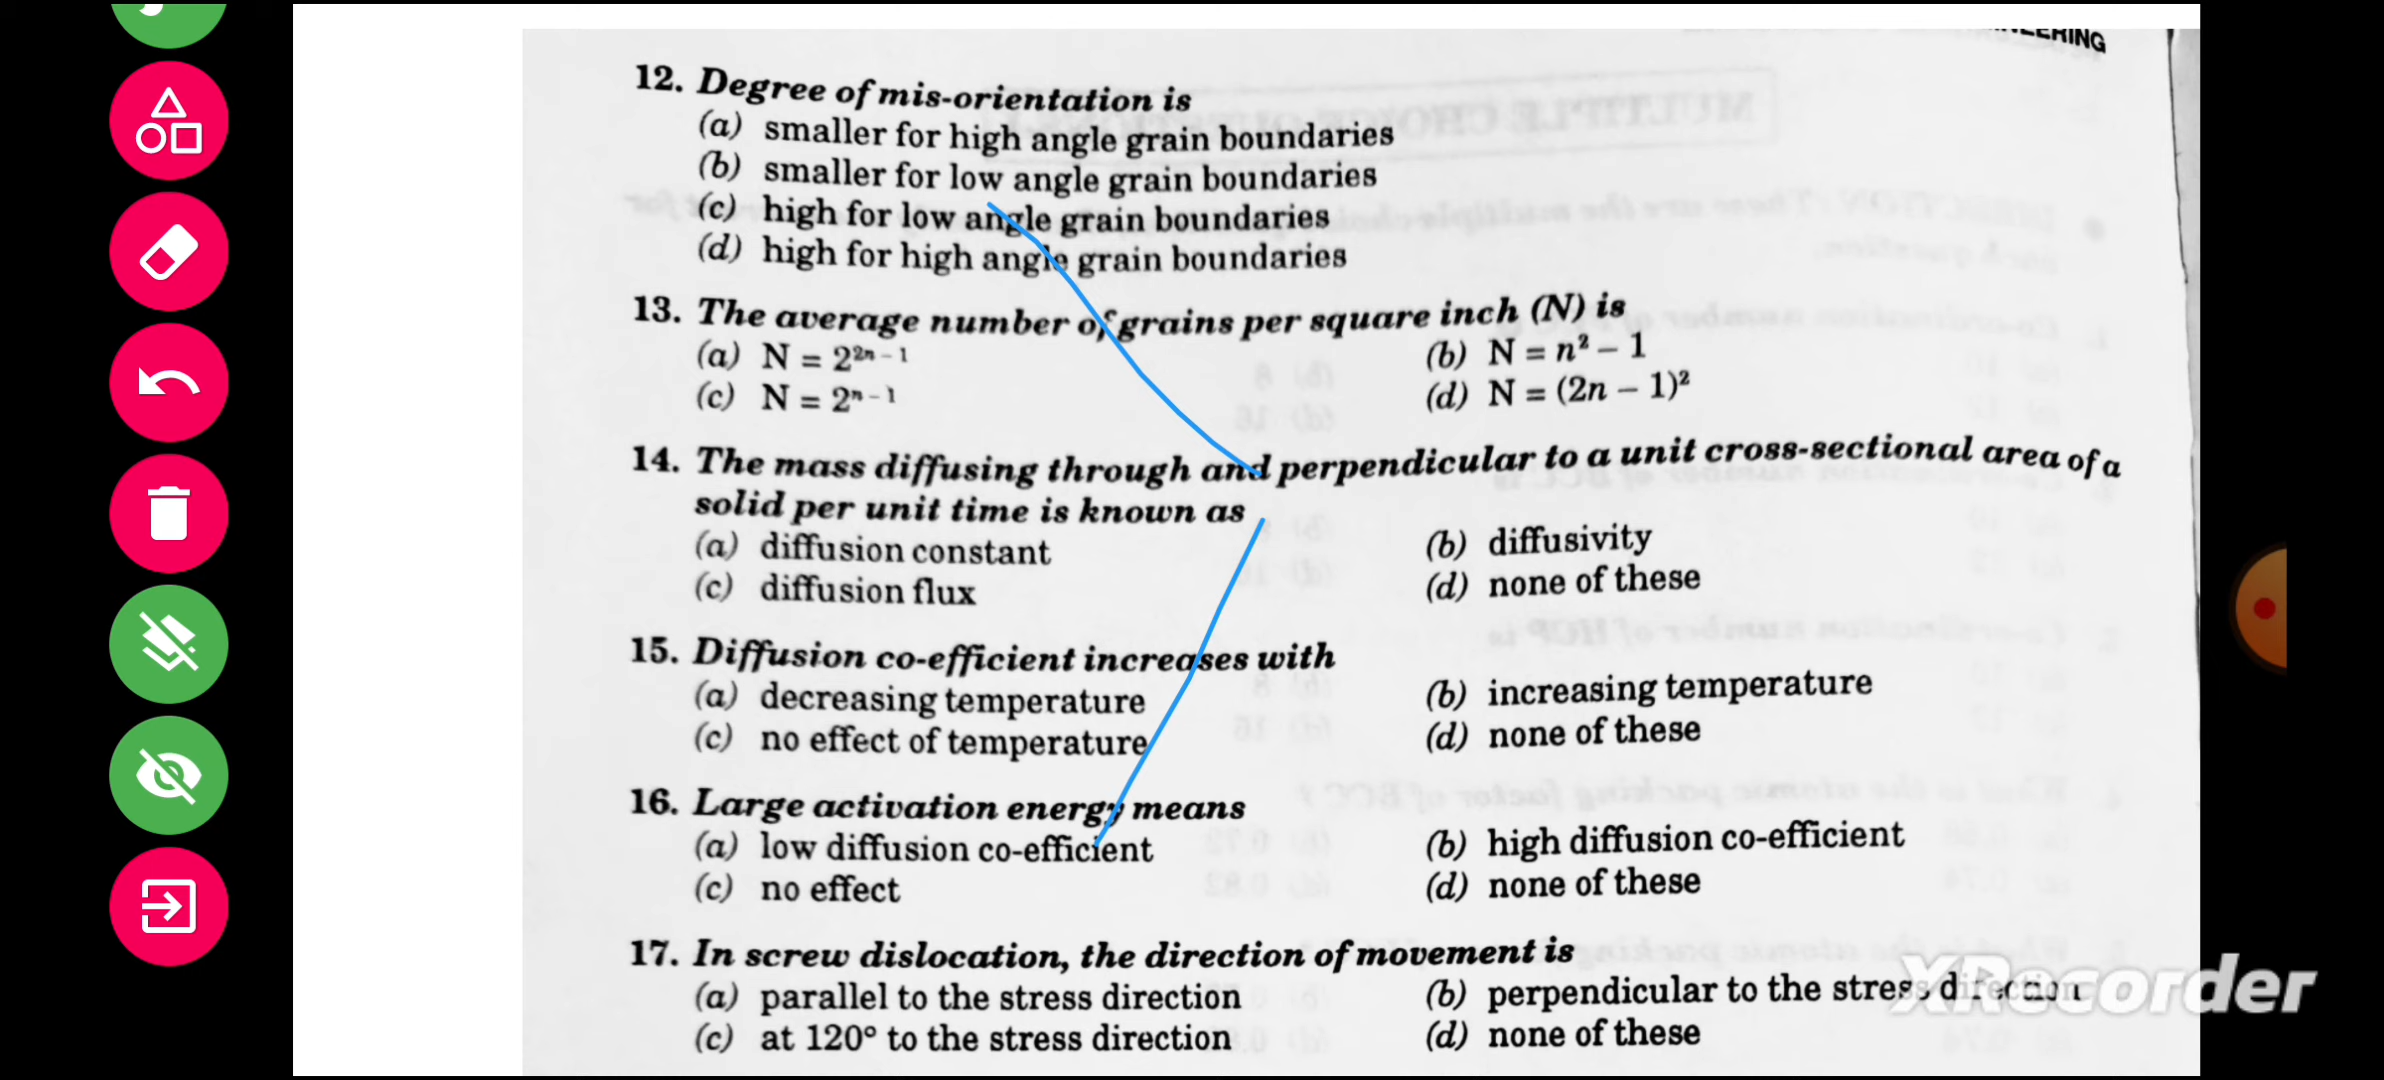 12. Degree of mis-orientation is
(a) smaller for high angle grain boundaries
(b) smaller for low angle grain boundaries
(c) high for low angle grain boundaries
(d) high for high angle grain boundaries
13. The average number of grains per square inch (N) is
(a) N = 2²ⁿ⁻¹ (b) N = n² – 1
(c) N = 2ⁿ⁻¹ (d) N = (2n – 1)²
14. The mass diffusing through and perpendicular to a unit cross-sectional area of a
solid per unit time is known as
(a) diffusion constant (b) diffusivity
(c) diffusion flux (d) none of these
15. Diffusion co-efficient increases with
(a) decreasing temperature (b) increasing temperature
(c) no effect of temperature (d) none of these
16. Large activation energy means
(a) low diffusion co-efficient (b) high diffusion co-efficient
(c) no effect (d) none of these
17. In screw dislocation, the direction of movement is
(a) parallel to the stress direction (b) perpendicular to the stress direction
(c) at 120° to the stress direction (d) none of these
XRecorder